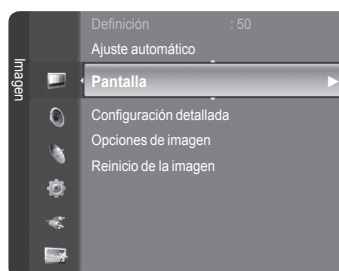 Imagen
Definición : 50
Ajuste automático
Pantalla
Configuración detallada
Opciones de imagen
Reinicio de la imagen